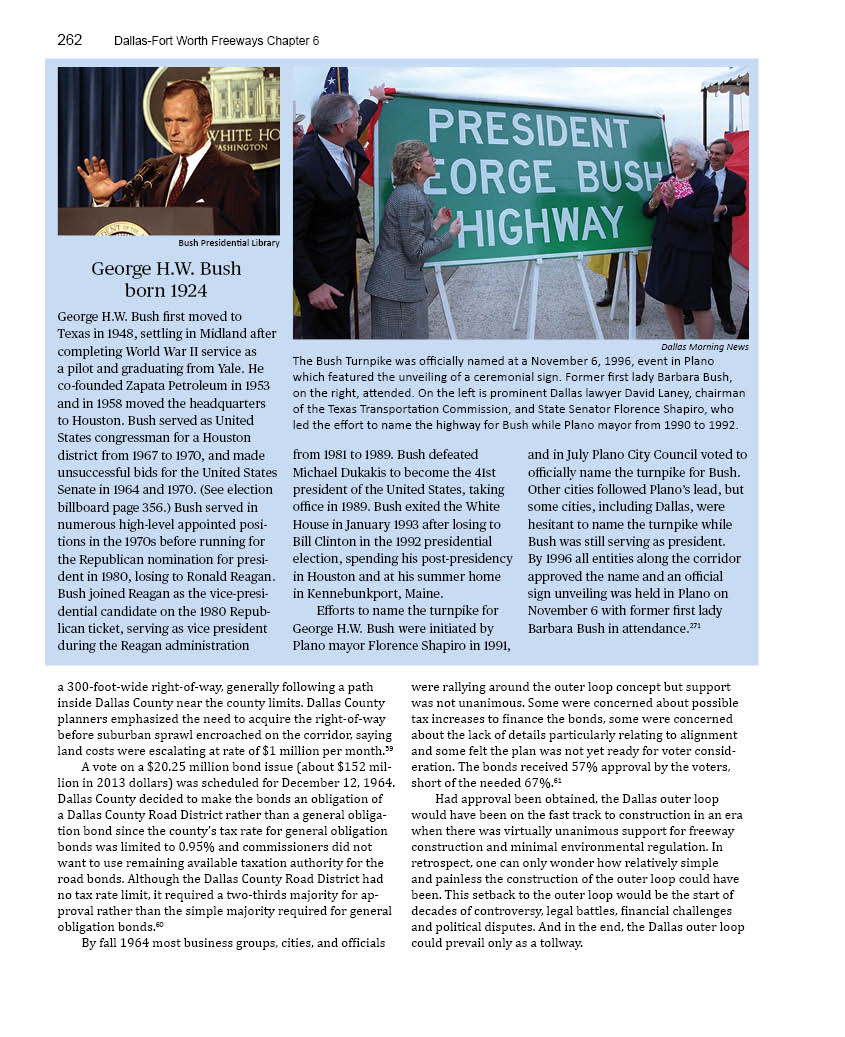 262 Dallas-Fort Worth Freeways Chapter 6
WHITE HO
WASHINGTON
Bush Presidential Library
PRESIDENT
EORGE BUSH
HIGHWAY
Dallas Morning News
The Bush Turnpike was officially named at a November 6, 1996, event in Plano
which featured the unveiling of a ceremonial sign. Former first lady Barbara Bush,
on the right, attended. On the left is prominent Dallas lawyer David Laney, chairman
of the Texas Transportation Commission, and State Senator Florence Shapiro, who
led the effort to name the highway for Bush while Plano mayor from 1990 to 1992.
George H.W. Bush
born 1924
George H.W. Bush first moved to
Texas in 1948, settling in Midland after
completing World War II service as
a pilot and graduating from Yale. He
co-founded Zapata Petroleum in 1953
and in 1958 moved the headquarters
to Houston. Bush served as United
States congressman for a Houston
district from 1967 to 1970, and made
unsuccessful bids for the United States
Senate in 1964 and 1970. (See election
billboard page 356.) Bush served in
numerous high-level appointed posi-
tions in the 1970s before running for
the Republican nomination for presi-
dent in 1980, losing to Ronald Reagan.
Bush joined Reagan as the vice-presi-
dential candidate on the 1980 Repub-
lican ticket, serving as vice president
during the Reagan administration
from 1981 to 1989. Bush defeated
Michael Dukakis to become the 41st
president of the United States, taking
office in 1989. Bush exited the White
House in January 1993 after losing to
Bill Clinton in the 1992 presidential
election, spending his post-presidency
in Houston and at his summer home
in Kennebunkport, Maine.
Efforts to name the turnpike for
George H.W. Bush were initiated by
Plano mayor Florence Shapiro in 1991,
and in July Plano City Council voted to
officially name the turnpike for Bush.
Other cities followed Plano's lead, but
some cities, including Dallas, were
hesitant to name the turnpike while
Bush was still serving as president.
By 1996 all entities along the corridor
approved the name and an official
sign unveiling was held in Plano on
November 6 with former first lady
Barbara Bush in attendance.271
a 300-foot-wide right-of-way, generally following a path
inside Dallas County near the county limits. Dallas County
planners emphasized the need to acquire the right-of-way
before suburban sprawl encroached on the corridor, saying
land costs were escalating at rate of $1 million per month.59
A vote on a $20.25 million bond issue (about $152 mil-
lion in 2013 dollars) was scheduled for December 12, 1964.
Dallas County decided to make the bonds an obligation of
a Dallas County Road District rather than a general obliga-
tion bond since the county's tax rate for general obligation
bonds was limited to 0.95% and commissioners did not
want to use remaining available taxation authority for the
road bonds. Although the Dallas County Road District had
no tax rate limit, it required a two-thirds majority for ap-
proval rather than the simple majority required for general
obligation bonds.60
By fall 1964 most business groups, cities, and officials
were rallying around the outer loop concept but support
was not unanimous. Some were concerned about possible
tax increases to finance the bonds, some were concerned
about the lack of details particularly relating to alignment
and some felt the plan was not yet ready for voter consid-
eration. The bonds received 57% approval by the voters,
short of the needed 67%.61
Had approval been obtained, the Dallas outer loop
would have been on the fast track to construction in an era
when there was virtually unanimous support for freeway
construction and minimal environmental regulation. In
retrospect, one can only wonder how relatively simple
and painless the construction of the outer loop could have
been. This setback to the outer loop would be the start of
decades of controversy, legal battles, financial challenges
and political disputes. And in the end, the Dallas outer loop
could prevail only as a tollway.